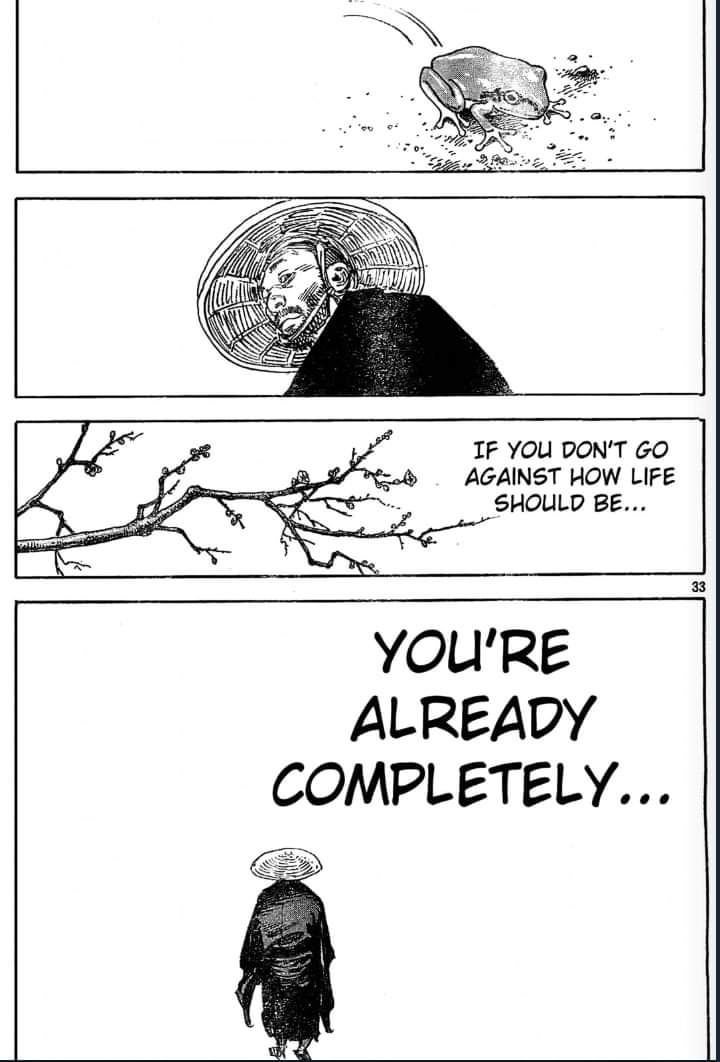 IF YOU DON'T GO
AGAINST HOW LIFE
SHOULD BE...
33
YOU'RE
ALREADY
COMPLETELY...